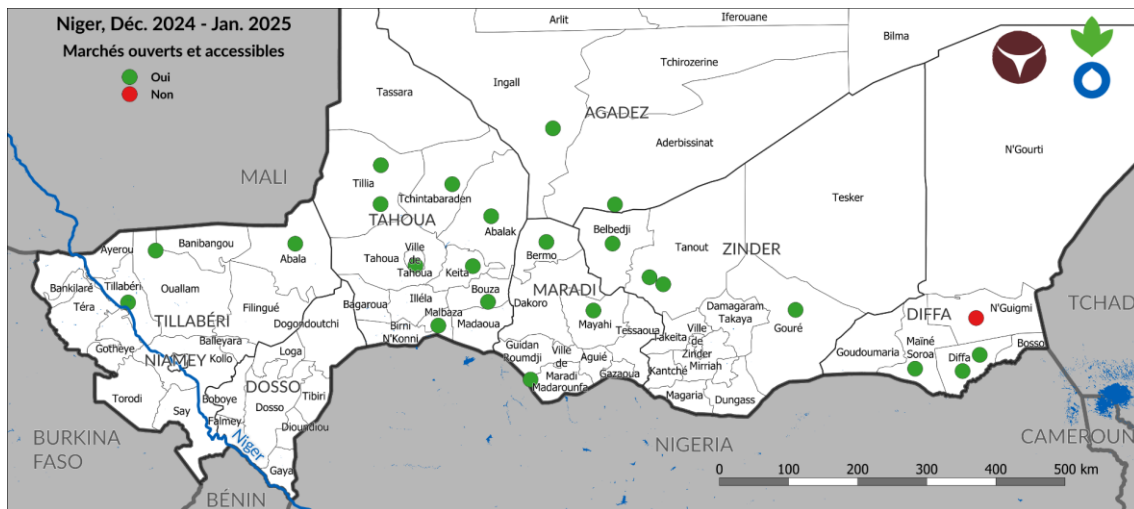 Niger, Déc. 2024 - Jan. 2025
Marchés ouverts et accessibles
Oui
Non
Arlit
Iferouane
Bilma
Ingall
Tchirozerine
Tassara
AGADEZ
Aderbissinat
N'Gourti
MALI
Tillia
Tchintabaraden
Tesker
TAHOUA
Abalak
Belbedji
Tanout
ZINDER
Ayerou
Banibangou
Abala
Tahoua
Ville
de
Tahoua
Keita
Bermo
Bankilaré
Tillabéri
Ouallam
Téra
Filingué
Bagaroua
Illéla
Bouza
Dakoro
MARADI
Damagaram
Takaya
Gouré
N'Guigmi
TCHAD
TILLABÉRI
Dogondoutchi
Malbaza
Birni
N'Konni
Madaoua
Mayahi
Tessaoua
DIFFA
Gotheye
Balleyara
NIAMEY
Kollo
Loga
Guidan
Roumdji
Ville
de
Maradi
Aguié
Takeita
Ville
de
Zinder
Mirriah
Goudoumaria
Maïné
Soroa
Diffa
Bosso
Madarounfa
Gazaoua
Kantché
Magaria
Dungass
Torodi
Say
Boboye
DOSSO
Dosso
Tibiri
Falmey
Dioundiou
Gaya
Niger
BURKINA
FASO
BÉNIN
NIGERIA
CAMEROUN
0 100 200 300 400 500 km